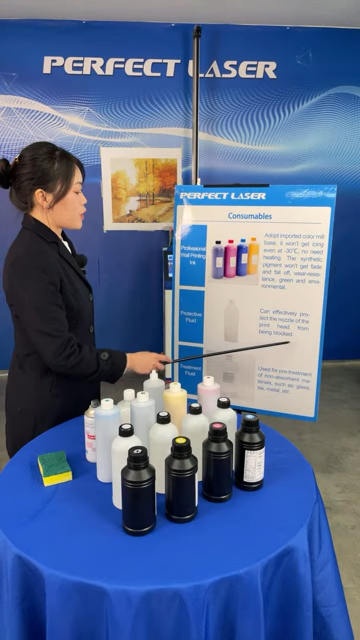 PERFECT LASER
PERFECT LASER
Consumables
Professional
Wall Printing
Ink
Adopt imported color mill
base, it won't get icing
even at -30°C, no need
heating. The synthetic
pigment won't get fade
and fall off, wear-resis-
tance, green and envi-
ronmental.
Protective
Fluid
Can effectively pro-
tect the nozzle of the
print head from
being blocked.
Treatment
Fluid
Used for pre-treatment
of non-absorbent ma-
terials, such as glass,
tile, metal, etc.